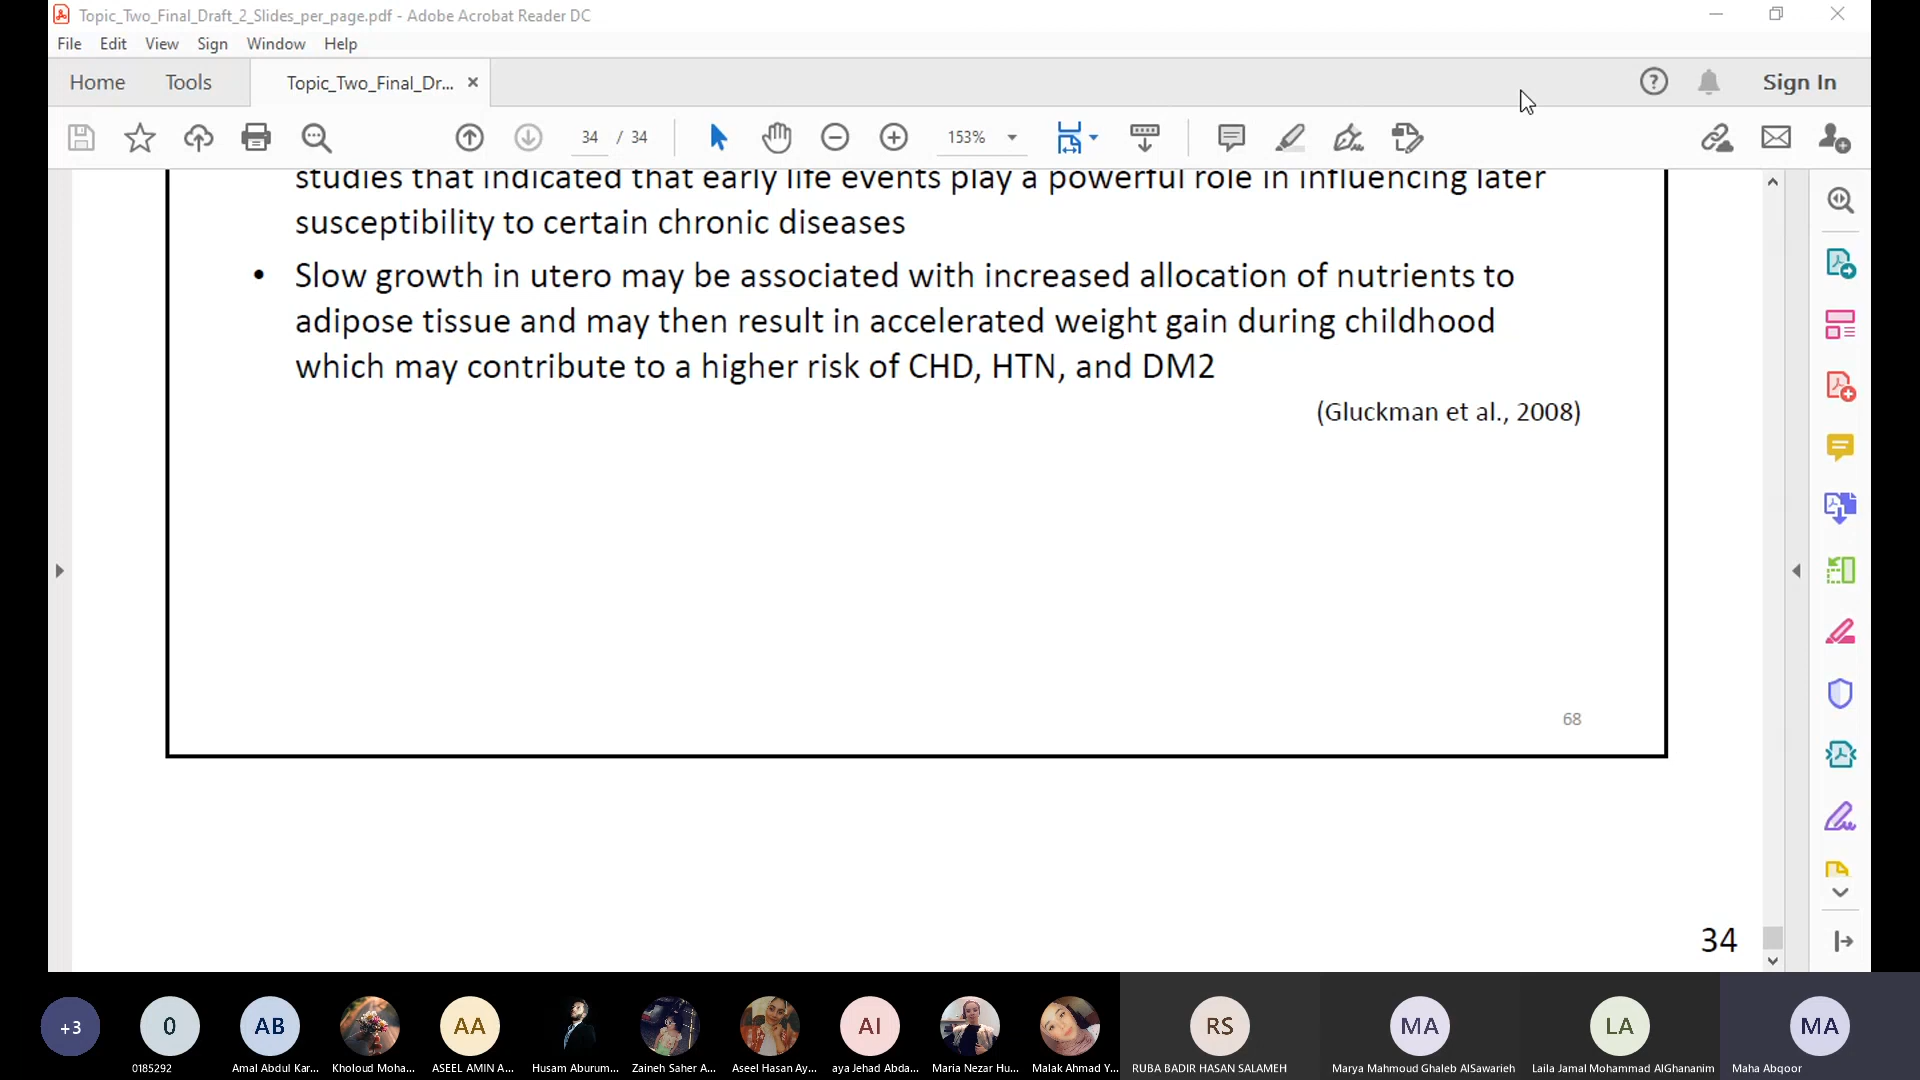 Topic_Two_Final_Draft_2_Slides_per_page.pdf - Adobe Acrobat Reader DC
File Edit View Sign Window Help
Home Tools Topic_Two_Final_Dr... × Sign In
34 / 34 153%
studies that indicated that early life events play a powerful role in influencing later
susceptibility to certain chronic diseases
• Slow growth in utero may be associated with increased allocation of nutrients to
adipose tissue and may then result in accelerated weight gain during childhood
which may contribute to a higher risk of CHD, HTN, and DM2
(Gluckman et al., 2008)
68
34
+3 0 AB AA AI RS MA LA MA
0185292 Amal Abdul Kar... Kholoud Moha... ASEEL AMIN A... Husam Aburum... Zaineh Saher A... Aseel Hasan Ay... aya Jehad Abda... Maria Nezar Hu... Malak Ahmad Y... RUBA BADIR HASAN SALAMEH Marya Mahmoud Ghaleb AlSawarieh Laila Jamal Mohammad AlGhananim Maha Abqoor